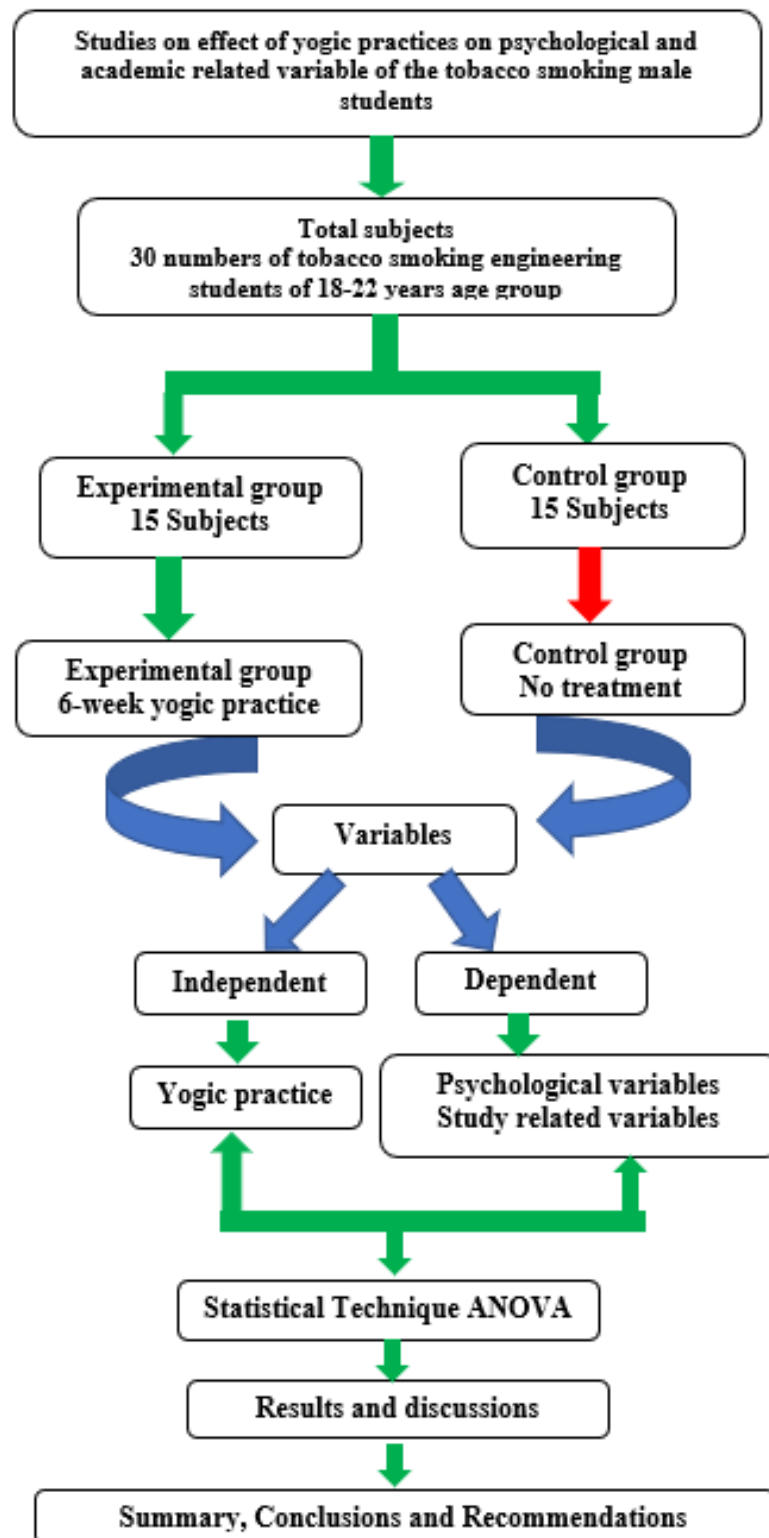 Studies on effect of yogic practices on psychological and
academic related variable of the tobacco smoking male
students
Total subjects
30 numbers of tobacco smoking engineering
students of 18-22 years age group
Experimental group
15 Subjects
Control group
15 Subjects
Experimental group
6-week yogic practice
Control group
No treatment
Variables
Independent
Dependent
Yogic practice
Psychological variables
Study related variables
Statistical Technique ANOVA
Results and discussions
Summary, Conclusions and Recommendations